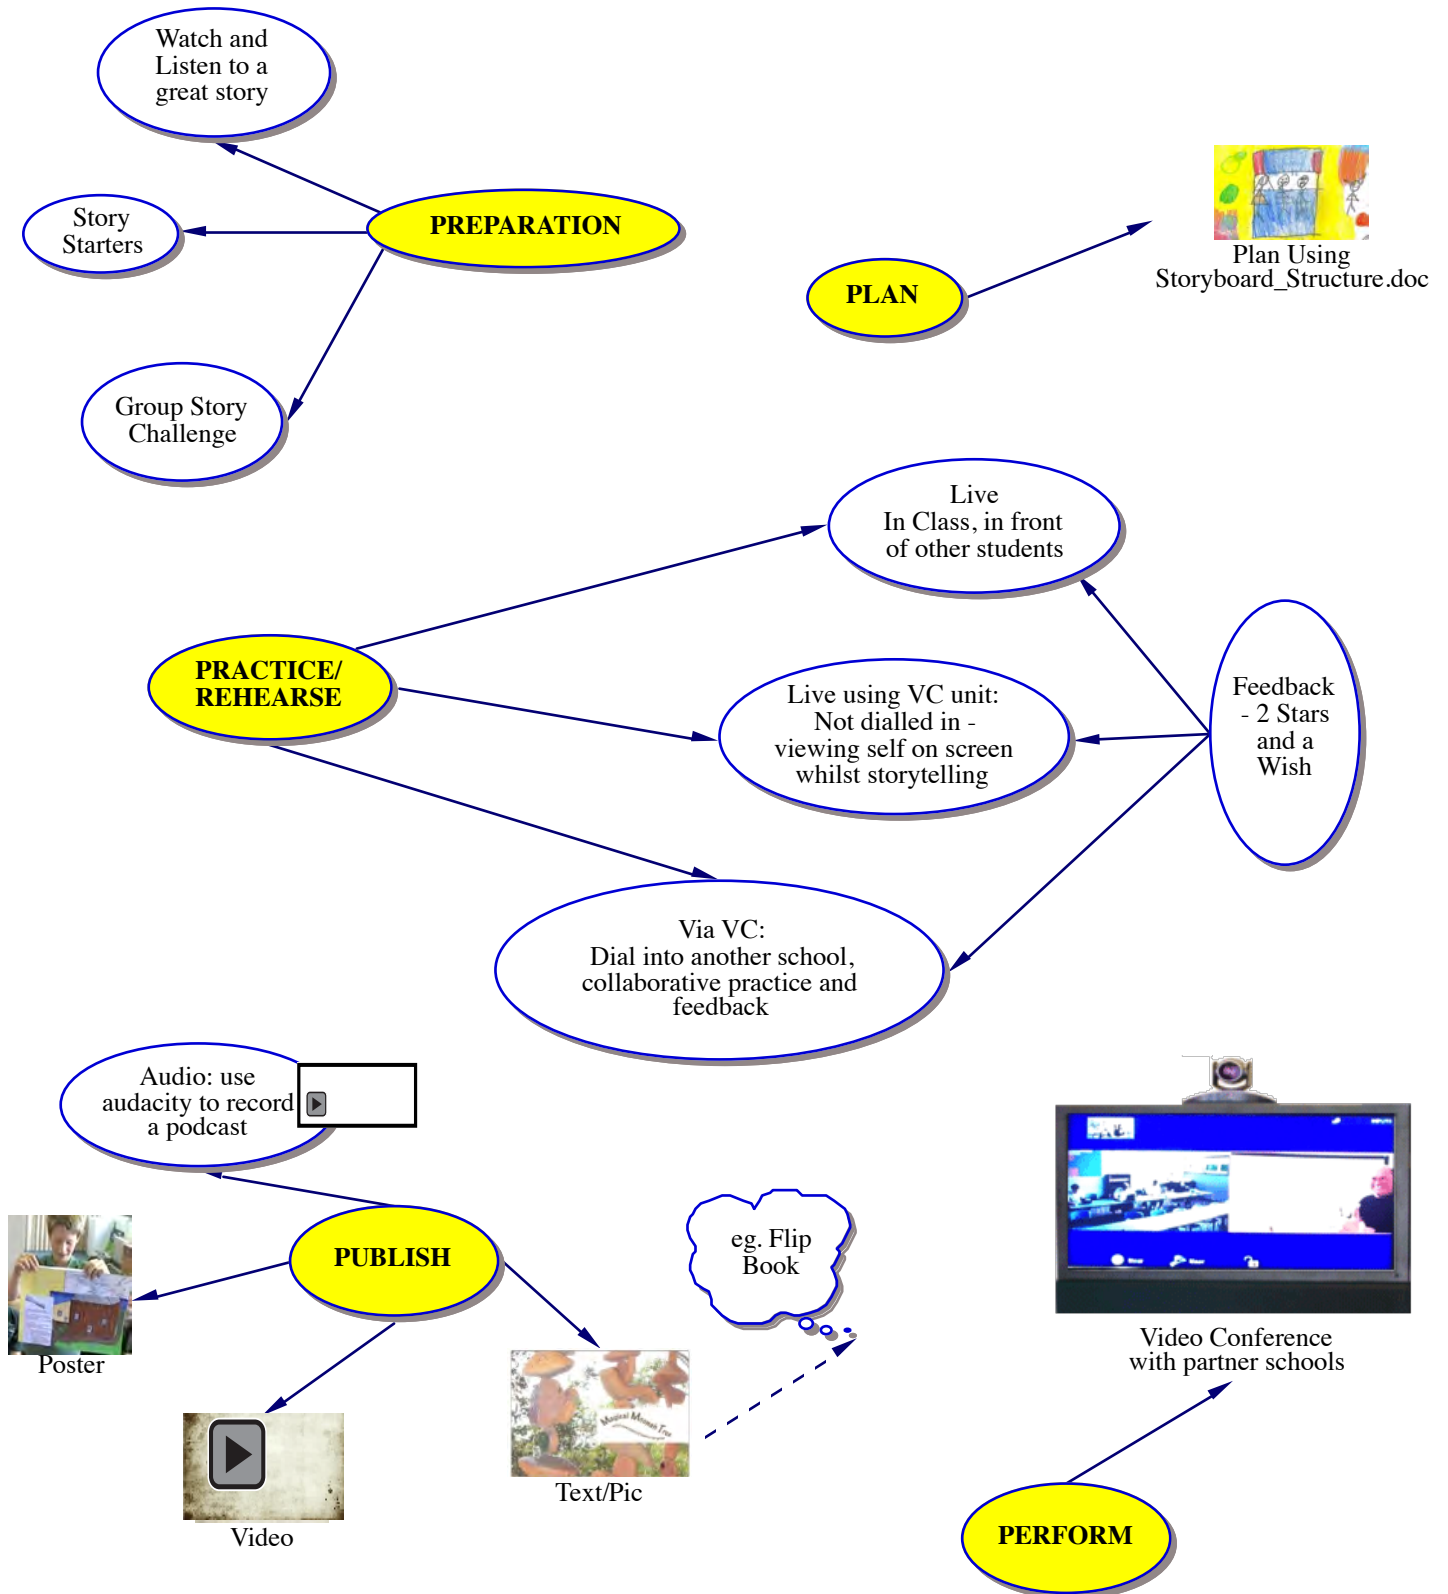 Watch and
Listen to a
great story
PREPARATION
Story
Starters
Group Story
Challenge
PLAN
Plan Using
Storyboard_Structure.doc
Live
In Class, in front
of other students
PRACTICE/
REHEARSE
Live using VC unit:
Not dialled in -
viewing self on screen
whilst storytelling
Feedback
- 2 Stars
and a
Wish
Via VC:
Dial into another school,
collaborative practice and
feedback
Audio: use
audacity to record
a podcast
PUBLISH
eg. Flip
Book
Poster
Video
Magical Mitten Tree
Text/Pic
Video Conference
with partner schools
PERFORM